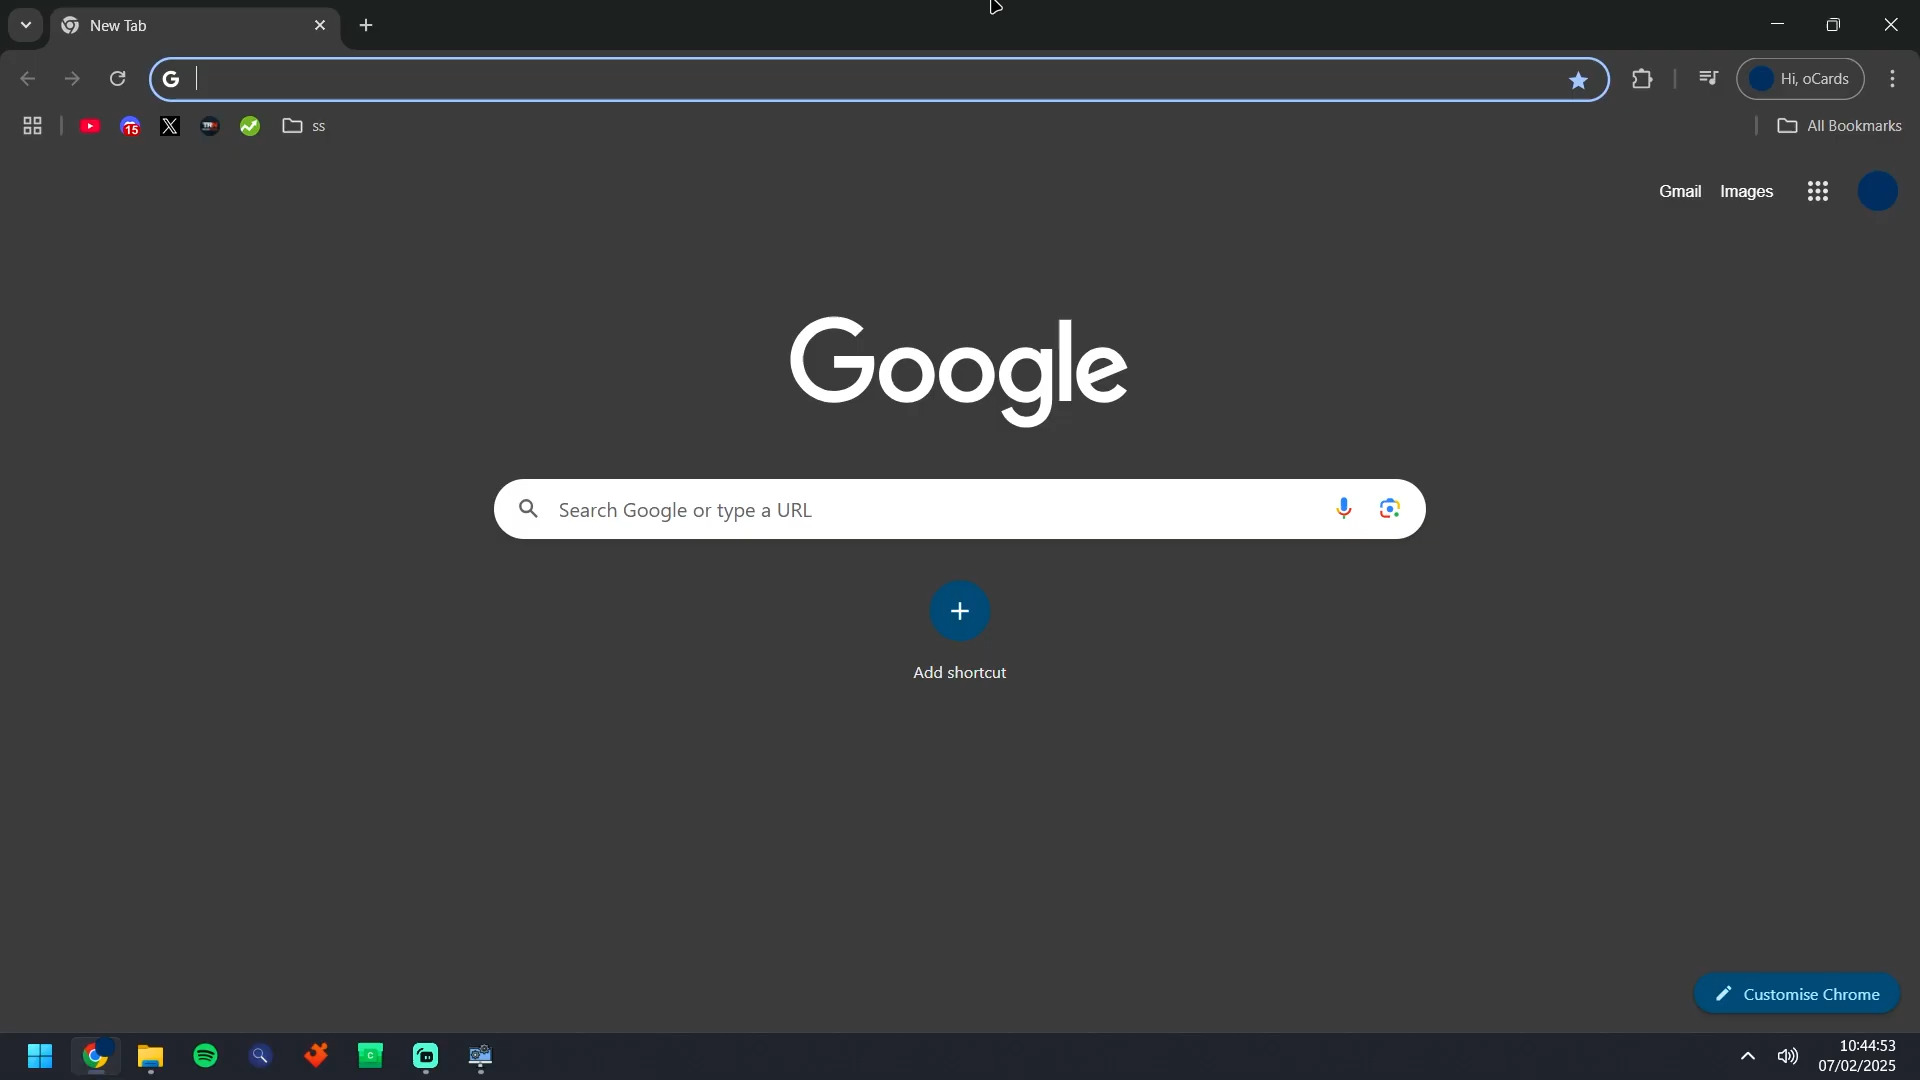 New Tab
Hi, oCards
15
ss
All Bookmarks
Gmail
Images
Google
Search Google or type a URL
Add shortcut
Customise Chrome
10:44:53
07/02/2025